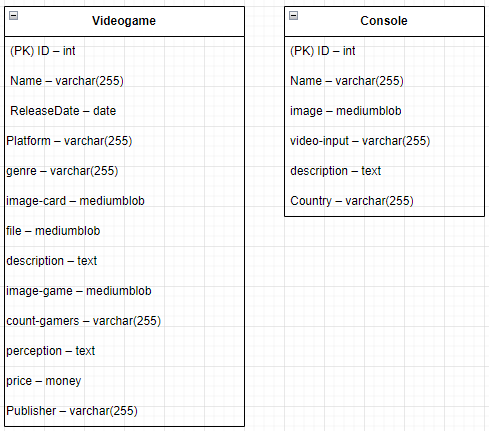 Videogame
(PK) ID – int
Name – varchar(255)
ReleaseDate – date
Platform – varchar(255)
genre – varchar(255)
image-card – mediumblob
file – mediumblob
description – text
image-game – mediumblob
count-gamers – varchar(255)
perception – text
price – money
Publisher – varchar(255)
Console
(PK) ID – int
Name – varchar(255)
image – mediumblob
video-input – varchar(255)
description – text
Country – varchar(255)